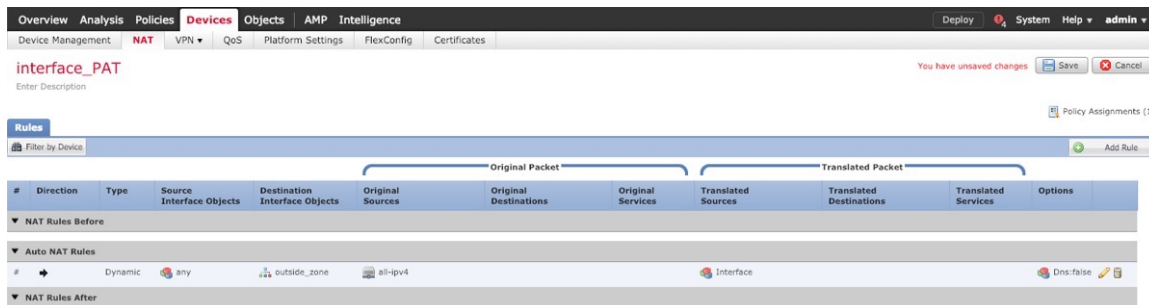 Overview Analysis Policies Devices Objects AMP Intelligence Deploy 4 System Help admin
Device Management NAT VPN QoS Platform Settings FlexConfig Certificates
interface_PAT You have unsaved changes Save Cancel
Enter Description
Policy Assignments (1
Rules
Filter by Device Add Rule
Original Packet Translated Packet
# Direction Type Source Interface Objects Destination Interface Objects Original Sources Original Destinations Original Services Translated Sources Translated Destinations Translated Services Options
NAT Rules Before
Auto NAT Rules
# Dynamic any outside_zone all-ipv4 Interface Dns:false
NAT Rules After